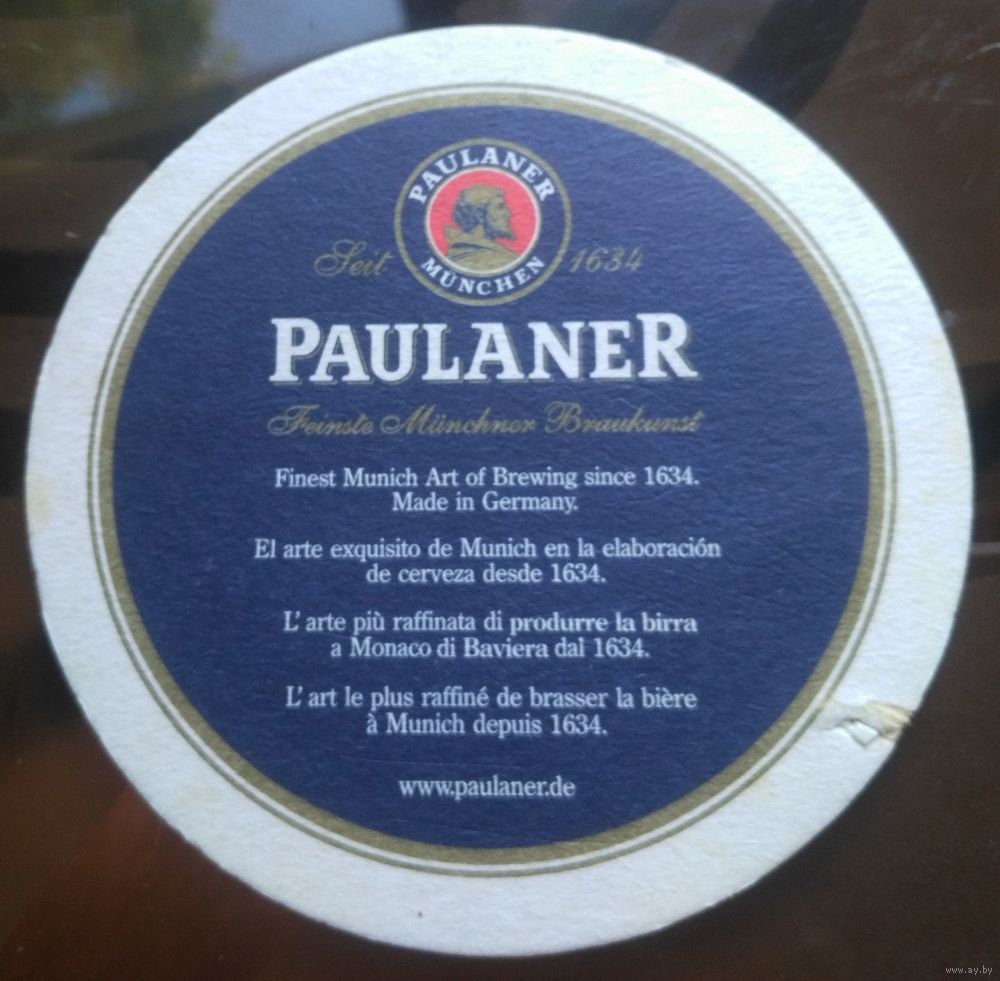 PAULANER
MÜNCHEN
Seit 1634
PAULANER
Feinste Münchner Braukunst
Finest Munich Art of Brewing since 1634.
Made in Germany.
El arte exquisito de Munich en la elaboración
de cerveza desde 1634.
L' arte più raffinata di produrre la birra
a Monaco di Baviera dal 1634.
L' art le plus raffiné de brasser la bière
à Munich depuis 1634.
www.paulaner.de
www.ay.by